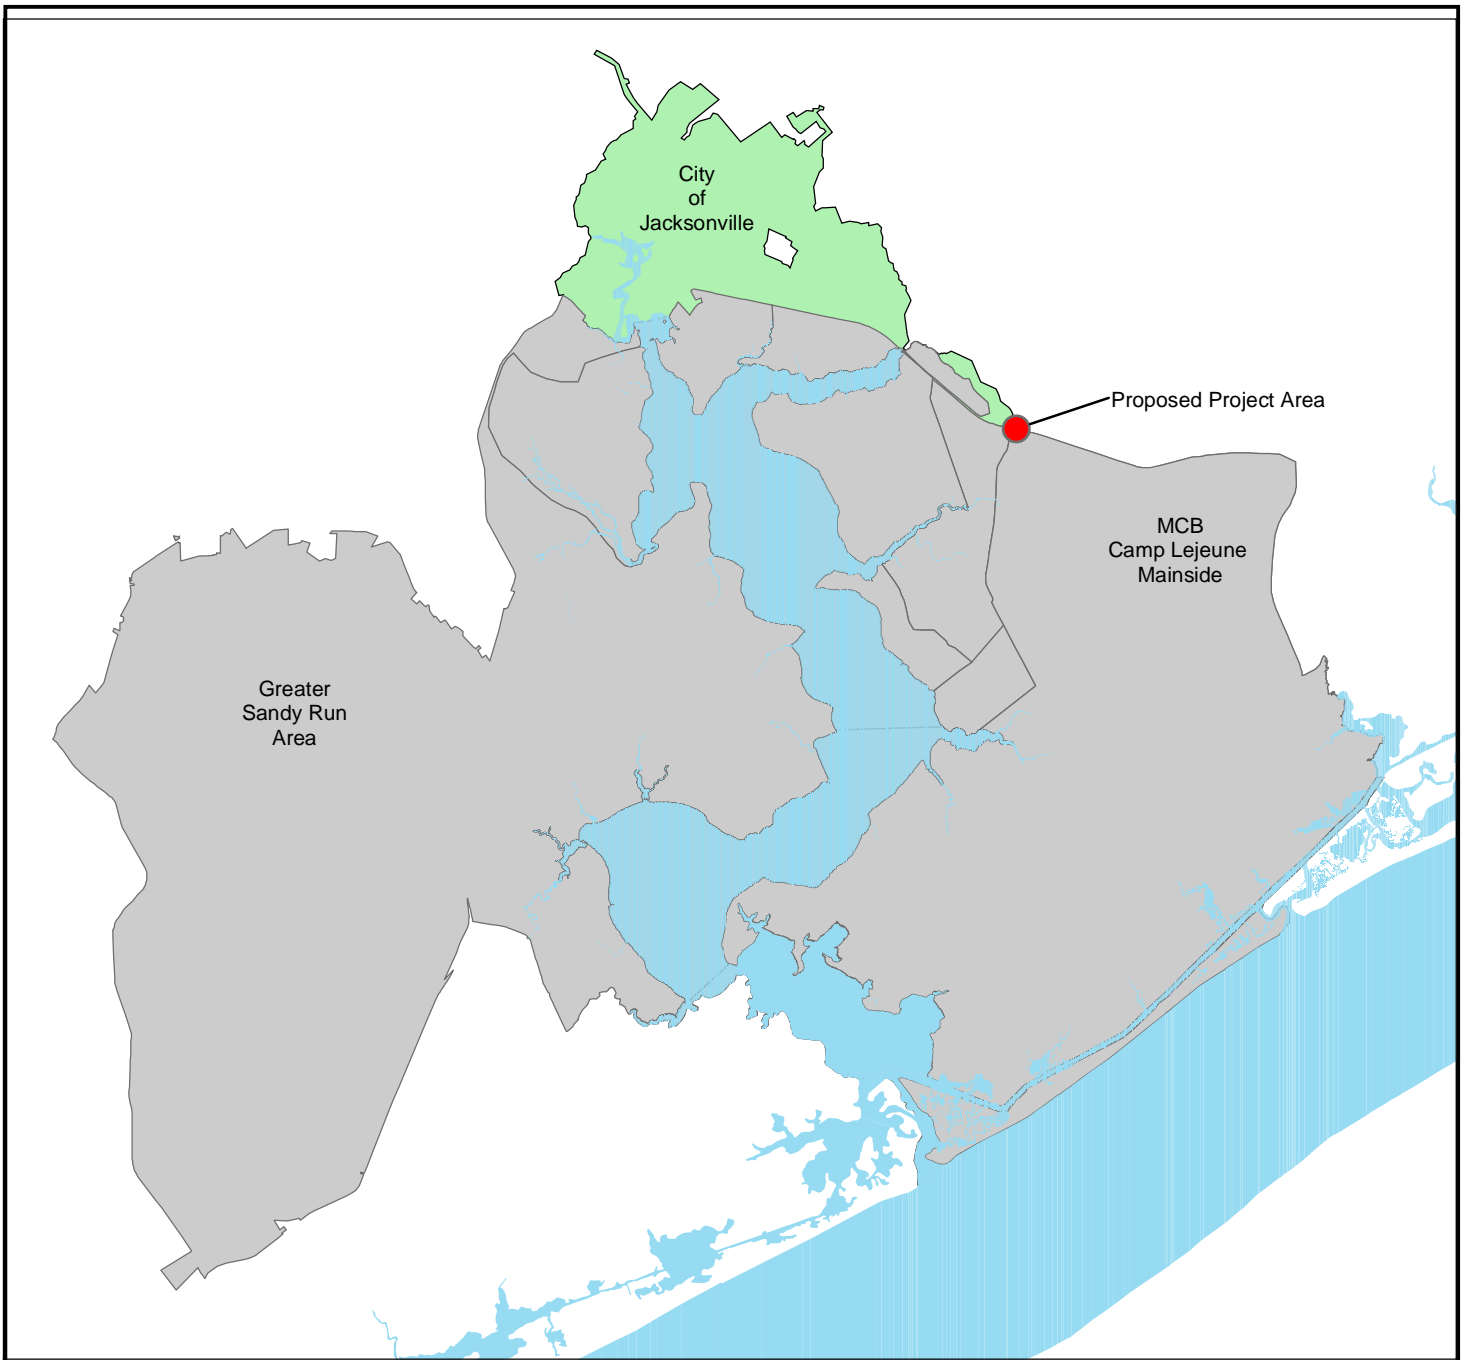 City
of
Jacksonville
Proposed Project Area
MCB
Camp Lejeune
Mainside
Greater
Sandy Run
Area